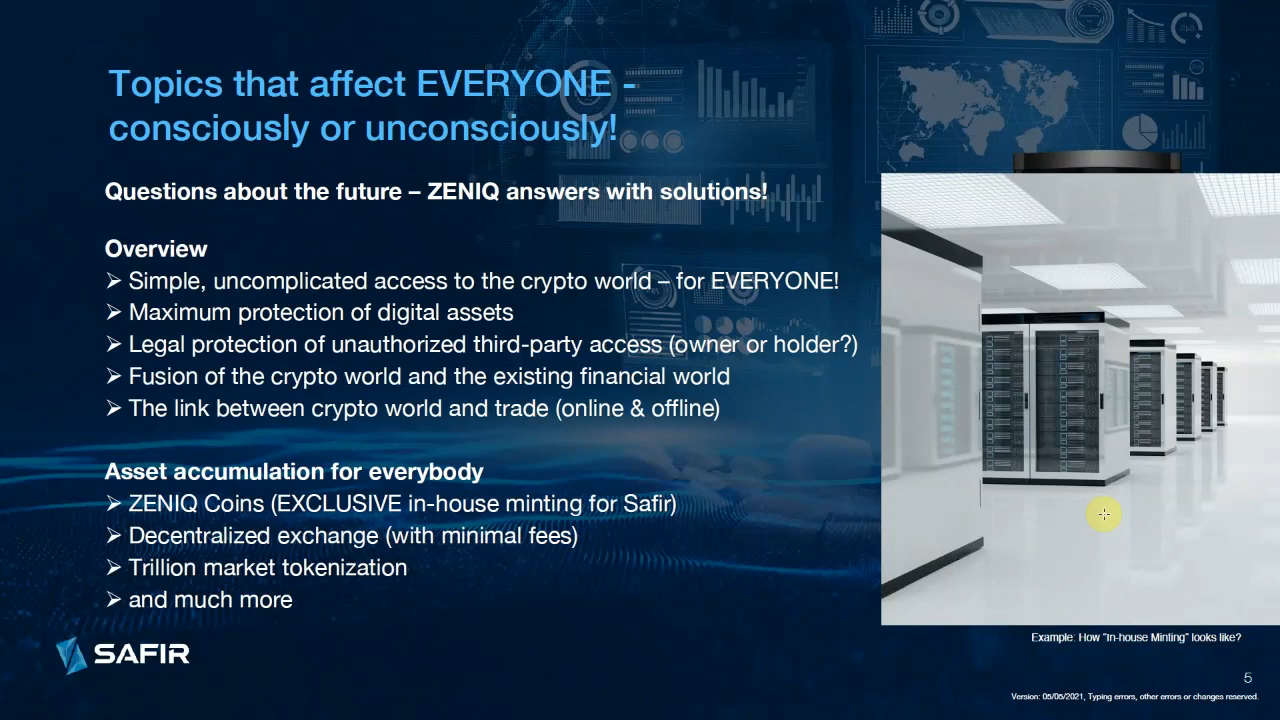 Topics that affect EVERYONE -
consciously or unconsciously!
Questions about the future – ZENIQ answers with solutions!
Overview
➢ Simple, uncomplicated access to the crypto world – for EVERYONE!
➢ Maximum protection of digital assets
➢ Legal protection of unauthorized third-party access (owner or holder?)
➢ Fusion of the crypto world and the existing financial world
➢ The link between crypto world and trade (online & offline)
Asset accumulation for everybody
➢ ZENIQ Coins (EXCLUSIVE in-house minting for Safir)
➢ Decentralized exchange (with minimal fees)
➢ Trillion market tokenization
➢ and much more
Example: How "In-house Minting" looks like?
SAFIR
5
Version: 05/05/2021, Typing errors, other errors or changes reserved.